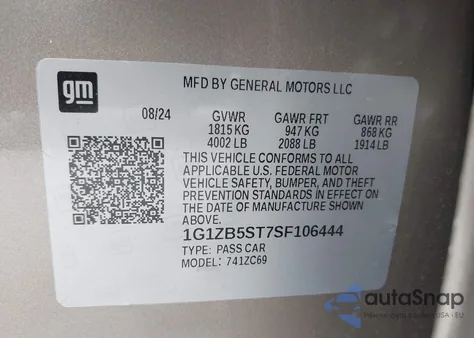 gm
MFD BY GENERAL MOTORS LLC
08/24 GVWR GAWR FRT GAWR RR
1815 KG 947 KG 868 KG
4002 LB 2088 LB 1914 LB
THIS VEHICLE CONFORMS TO ALL
APPLICABLE U.S. FEDERAL MOTOR
VEHICLE SAFETY, BUMPER, AND THEFT
PREVENTION STANDARDS IN EFFECT ON
THE DATE OF MANUFACTURE SHOWN ABOVE.
1G1ZB5ST7SF106444
TYPE: PASS CAR
MODEL: 741ZC69
autoSnap